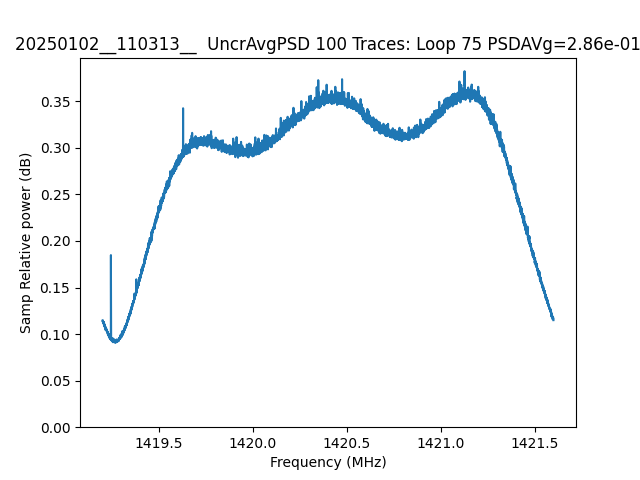 20250102__110313__ UncrAvgPSD 100 Traces: Loop 75 PSDAVg=2.86e-01
Samp Relative power (dB)
0.35
0.30
0.25
0.20
0.15
0.10
0.05
0.00
1419.5 1420.0 1420.5 1421.0 1421.5
Frequency (MHz)